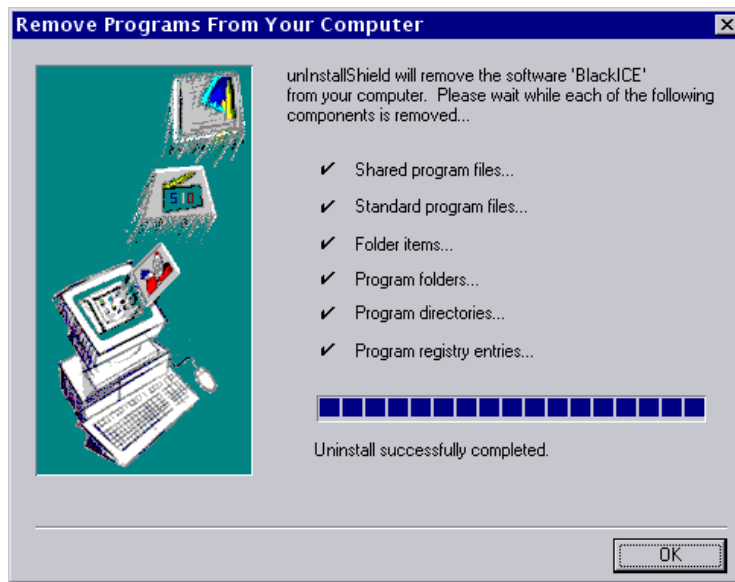 Remove Programs From Your Computer
unInstallShield will remove the software 'BlackICE'
from your computer.  Please wait while each of the following
components is removed...
✔ Shared program files...
✔ Standard program files...
✔ Folder items...
✔ Program folders...
✔ Program directories...
✔ Program registry entries...
Uninstall successfully completed.
OK